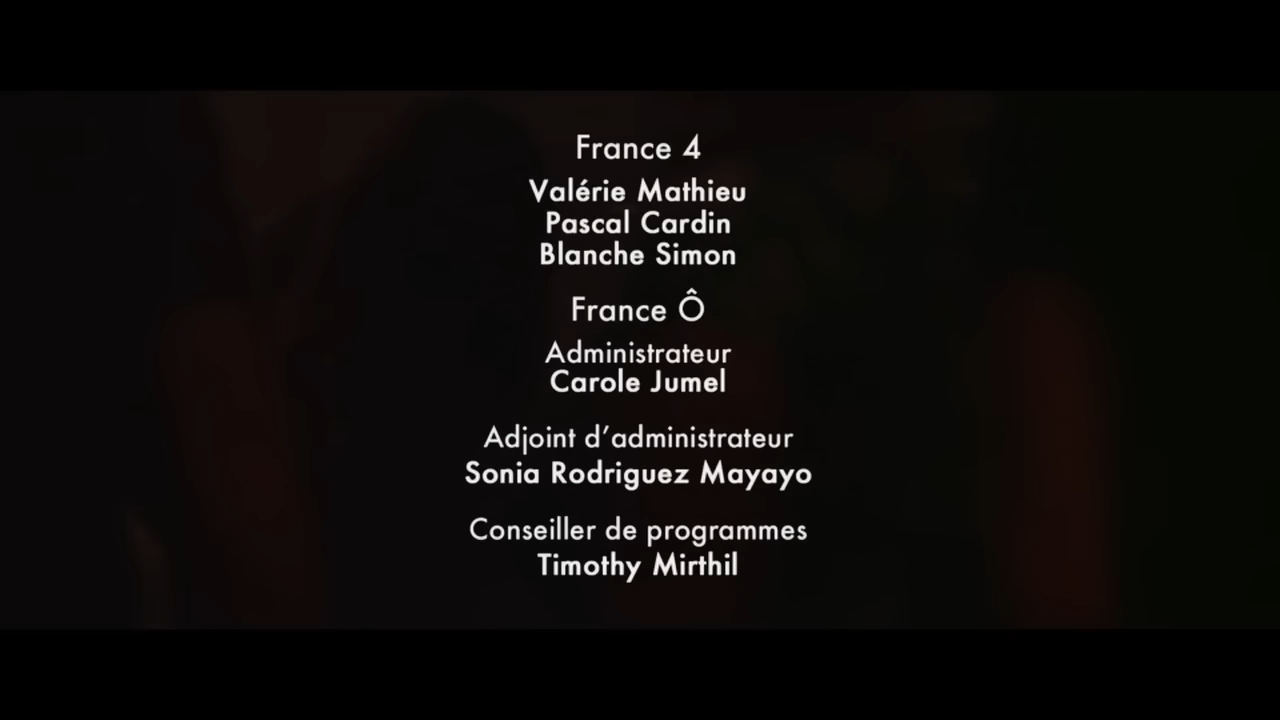 France 4
Valérie Mathieu
Pascal Cardin
Blanche Simon
France Ô
Administrateur
Carole Jumel
Adjoint d’administrateur
Sonia Rodriguez Mayayo
Conseiller de programmes
Timothy Mirthil